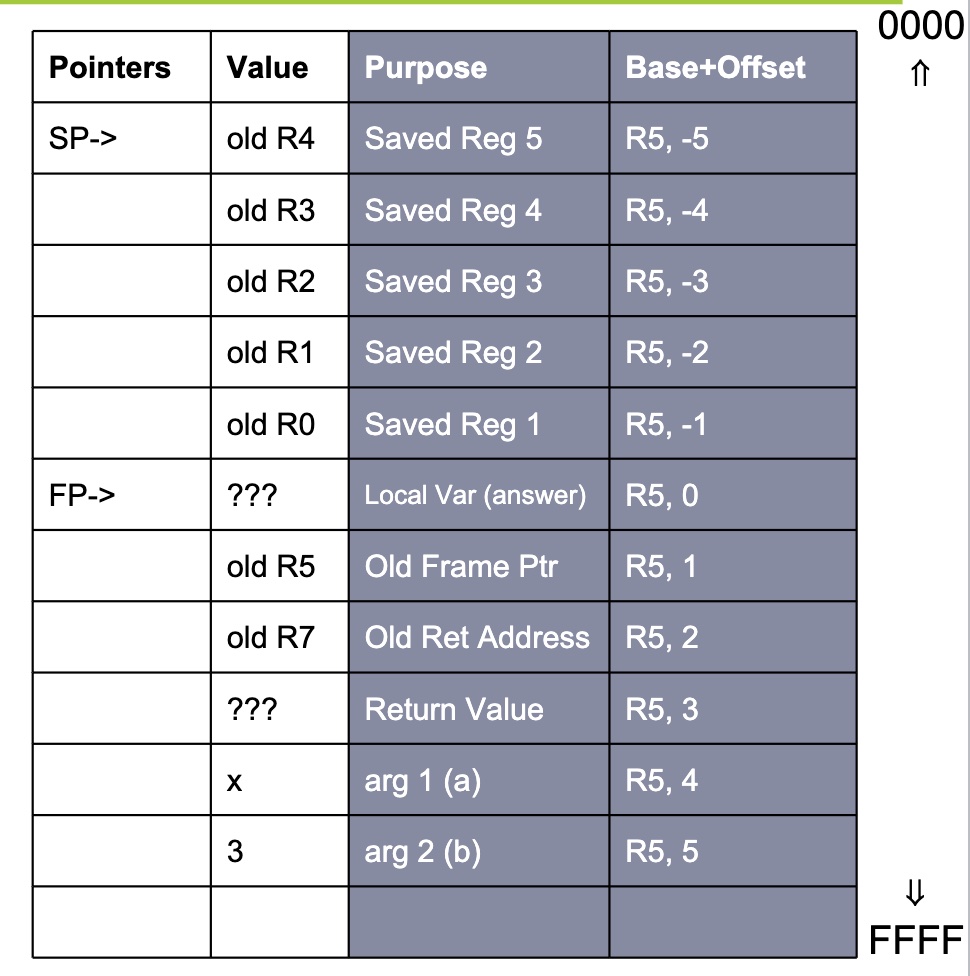 0000
⇑
Pointers Value Purpose Base+Offset
SP-> old R4 Saved Reg 5 R5, -5
old R3 Saved Reg 4 R5, -4
old R2 Saved Reg 3 R5, -3
old R1 Saved Reg 2 R5, -2
old R0 Saved Reg 1 R5, -1
FP-> ??? Local Var (answer) R5, 0
old R5 Old Frame Ptr R5, 1
old R7 Old Ret Address R5, 2
??? Return Value R5, 3
x arg 1 (a) R5, 4
3 arg 2 (b) R5, 5
⇓
FFFF